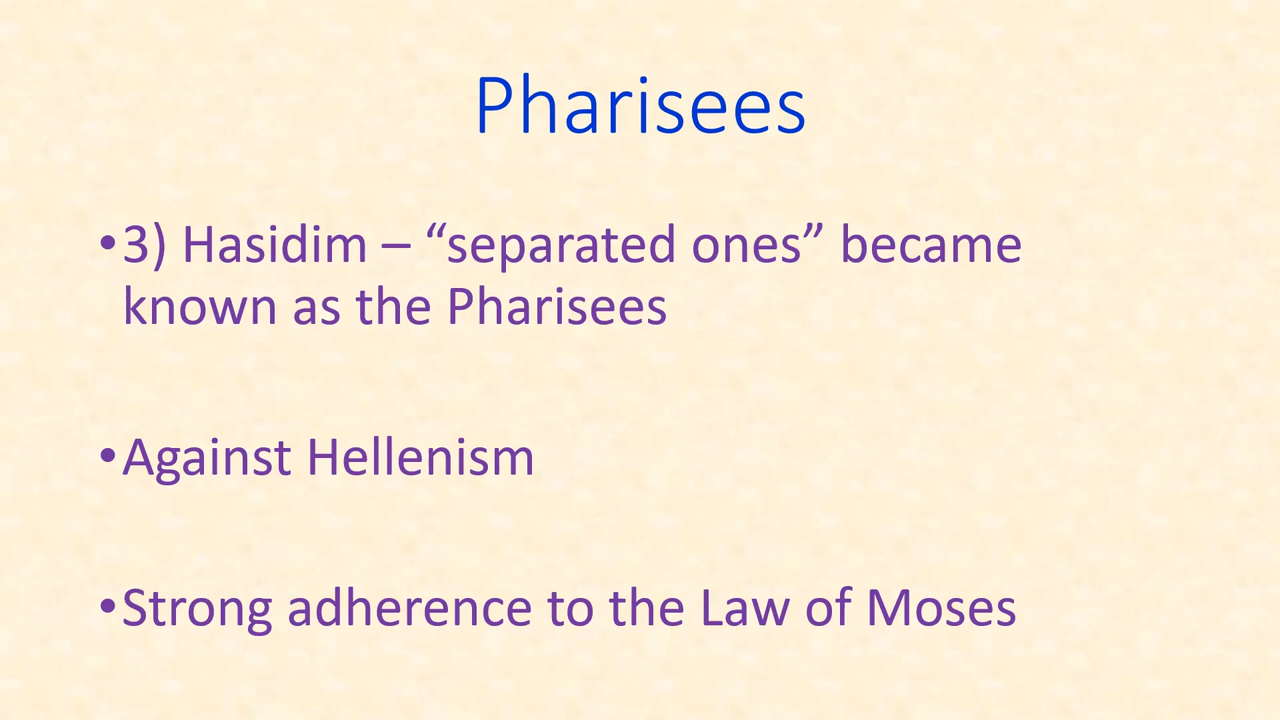 Pharisees
•3) Hasidim – “separated ones” became
known as the Pharisees
•Against Hellenism
•Strong adherence to the Law of Moses